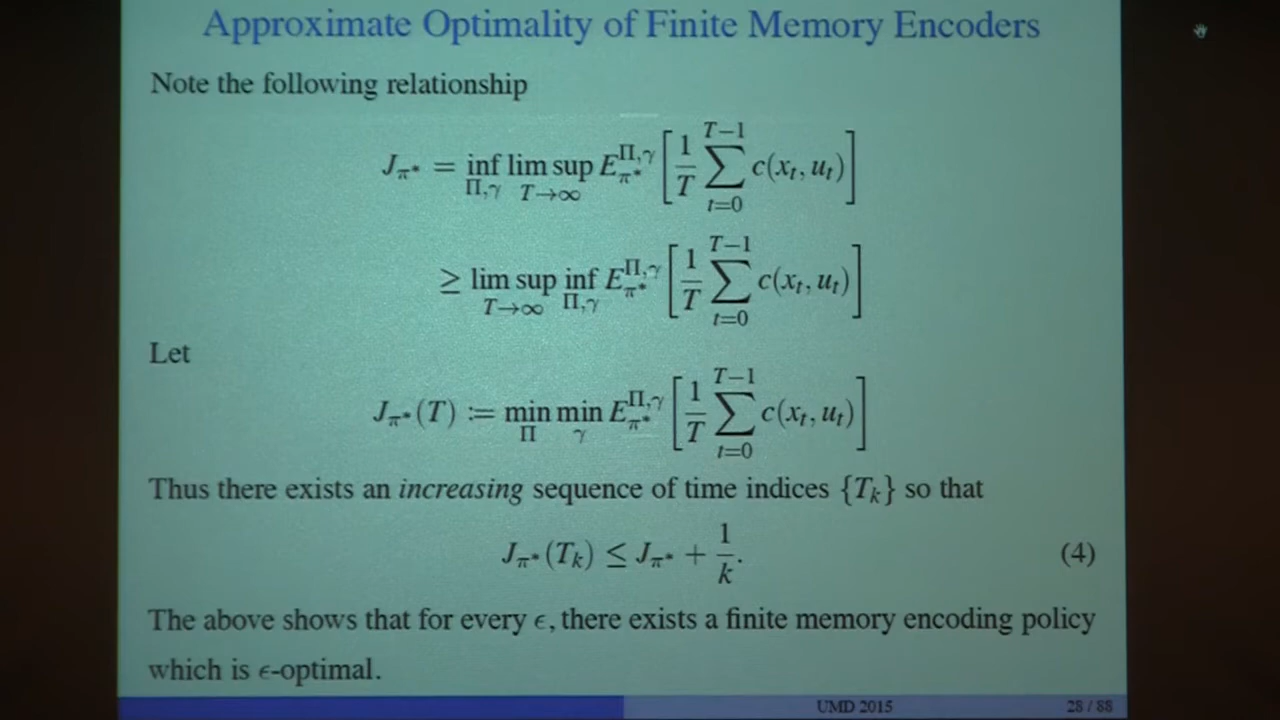 Approximate Optimality of Finite Memory Encoders
Note the following relationship
J_{π*} = inf_{Π,γ} lim sup_{T→∞} E_{π*}^{Π,γ} [ 1/T ∑_{t=0}^{T−1} c(x_t, u_t) ]
≥ lim sup_{T→∞} inf_{Π,γ} E_{π*}^{Π,γ} [ 1/T ∑_{t=0}^{T−1} c(x_t, u_t) ]
Let
J_{π*}(T) := min_Π min_γ E_{π*}^{Π,γ} [ 1/T ∑_{t=0}^{T−1} c(x_t, u_t) ]
Thus there exists an increasing sequence of time indices {T_k} so that
J_{π*}(T_k) ≤ J_{π*} + 1/k. (4)
The above shows that for every ϵ, there exists a finite memory encoding policy
which is ϵ-optimal.
UMD 2015 28 / 88